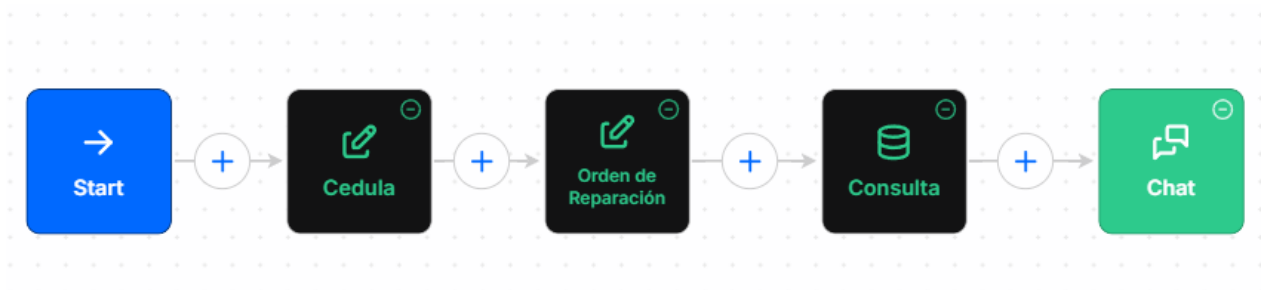 Start
Cedula
Orden de
Reparación
Consulta
Chat